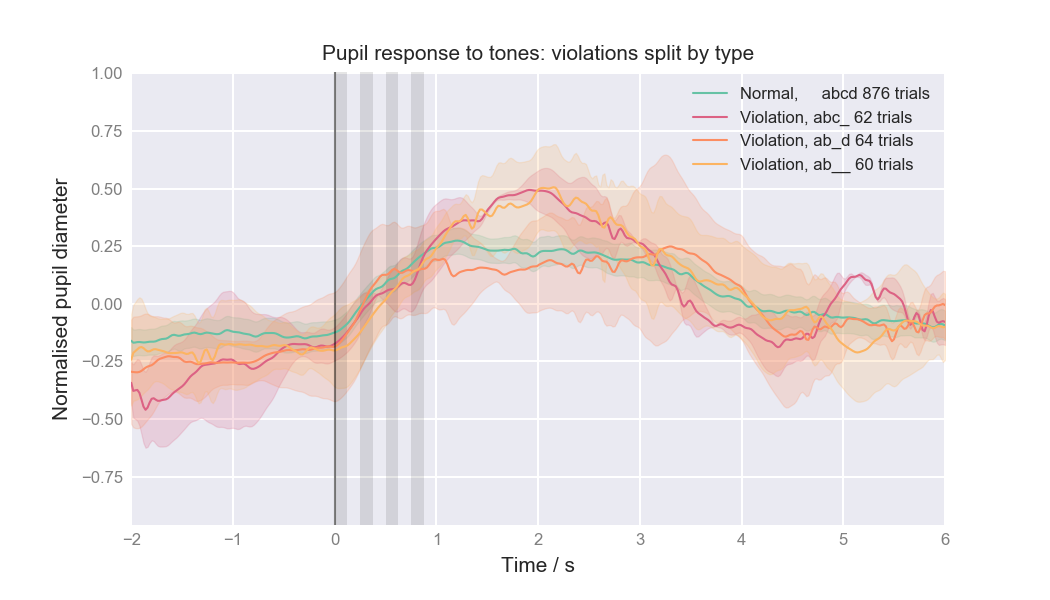 Pupil response to tones: violations split by type
Normal, abcd 876 trials
Violation, abc_ 62 trials
Violation, ab_d 64 trials
Violation, ab__ 60 trials
Normalised pupil diameter
1.00
0.75
0.50
0.25
0.00
−0.25
−0.50
−0.75
−2 −1 0 1 2 3 4 5 6
Time / s